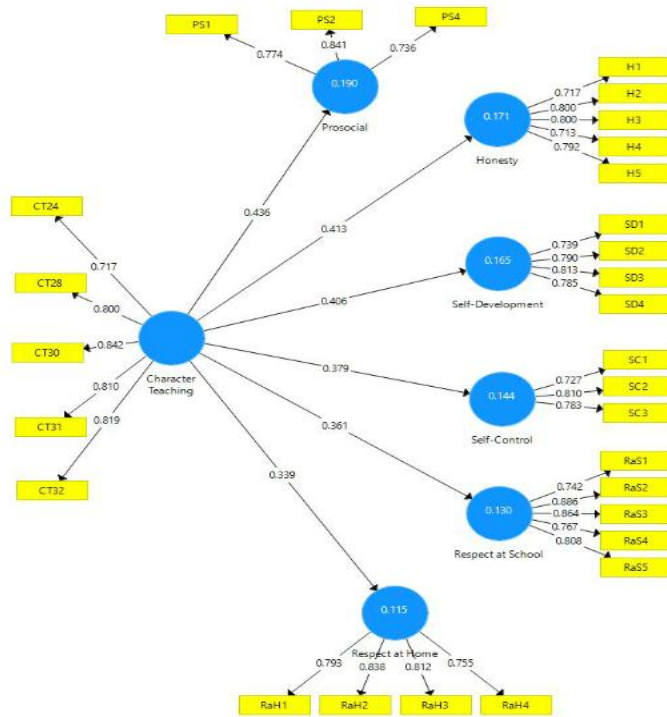 PS1
PS2
PS4
0.774
0.841
0.736
0.190
Prosocial
H1
H2
H3
H4
H5
0.717
0.800
0.800
0.713
0.792
0.171
Honesty
CT24
CT28
CT30
CT31
CT32
0.717
0.800
0.842
0.810
0.819
Character
Teaching
0.436
0.413
0.406
0.379
0.361
0.339
SD1
SD2
SD3
SD4
0.739
0.790
0.813
0.785
0.165
Self-Development
SC1
SC2
SC3
0.727
0.810
0.783
0.144
Self-Control
RaS1
RaS2
RaS3
RaS4
RaS5
0.742
0.886
0.864
0.767
0.808
0.130
Respect at School
0.115
Respect at Home
0.793
0.838
0.812
0.755
RaH1
RaH2
RaH3
RaH4